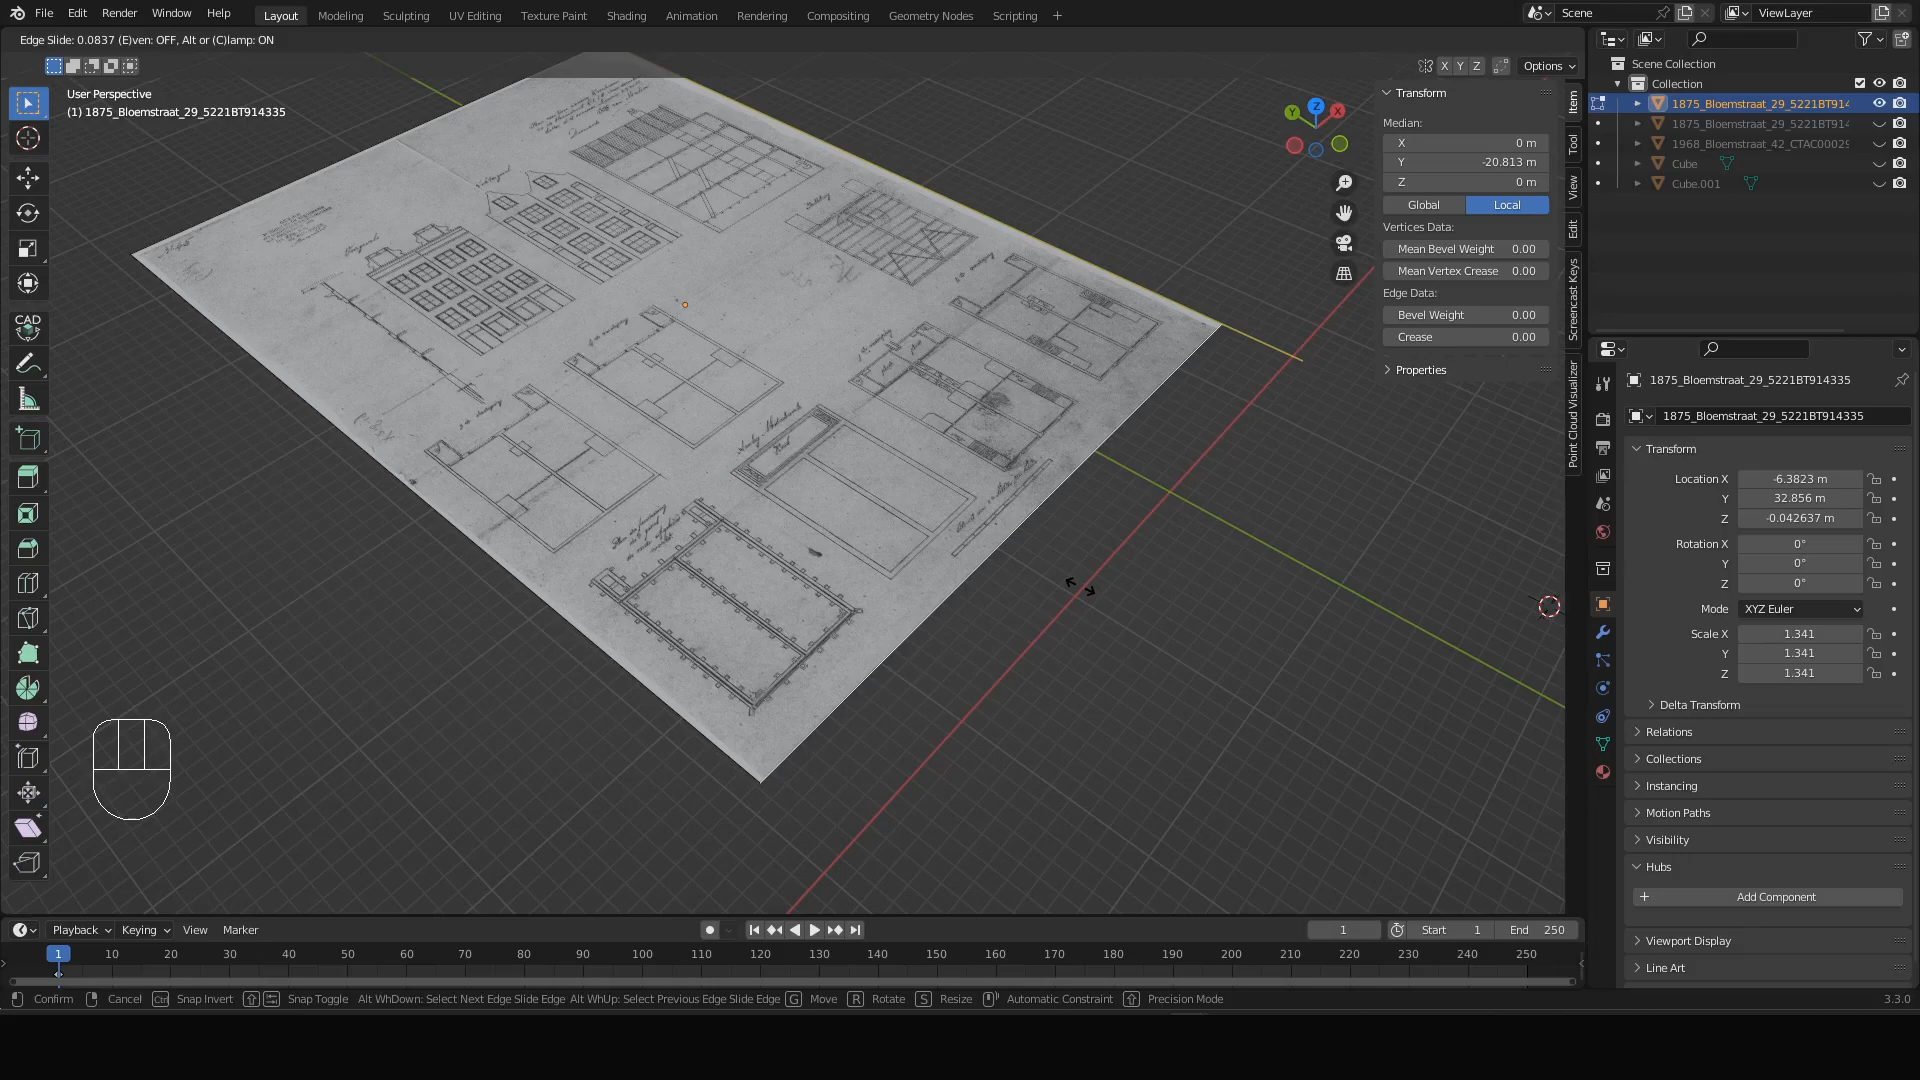 File Edit Render Window Help Layout Modeling Sculpting UV Editing Texture Paint Shading Animation Rendering Compositing Geometry Nodes Scripting + Scene ViewLayer
Edge Slide: 0.0837 (E)ven: OFF, Alt or (C)lamp: ON
X Y Z Options
User Perspective
(1) 1875_Bloemstraat_29_5221BT914335
CAD
Z
Y
X
Transform
Median:
X 0 m
Y -20.813 m
Z 0 m
Global Local
Vertices Data:
Mean Bevel Weight 0.00
Mean Vertex Crease 0.00
Edge Data:
Bevel Weight 0.00
Crease 0.00
Properties
Item
Tool
View
Edit
Screencast Keys
Point Cloud Visualizer
Scene Collection
Collection
1875_Bloemstraat_29_5221BT914
1875_Bloemstraat_29_5221BT914
1968_Bloemstraat_42_CTAC00029
Cube
Cube.001
1875_Bloemstraat_29_5221BT914335
1875_Bloemstraat_29_5221BT914335
Transform
Location X -6.3823 m
Y 32.856 m
Z -0.042637 m
Rotation X 0°
Y 0°
Z 0°
Mode XYZ Euler
Scale X 1.341
Y 1.341
Z 1.341
Delta Transform
Relations
Collections
Instancing
Motion Paths
Visibility
Hubs
+ Add Component
Viewport Display
Line Art
Playback Keying View Marker 1 Start 1 End 250
1 10 20 30 40 50 60 70 80 90 100 110 120 130 140 150 160 170 180 190 200 210 220 230 240 250
Confirm Cancel Ctrl Snap Invert Snap Toggle Alt WhDown: Select Next Edge Slide Edge Alt WhUp: Select Previous Edge Slide Edge G Move R Rotate S Resize Automatic Constraint Precision Mode 3.3.0